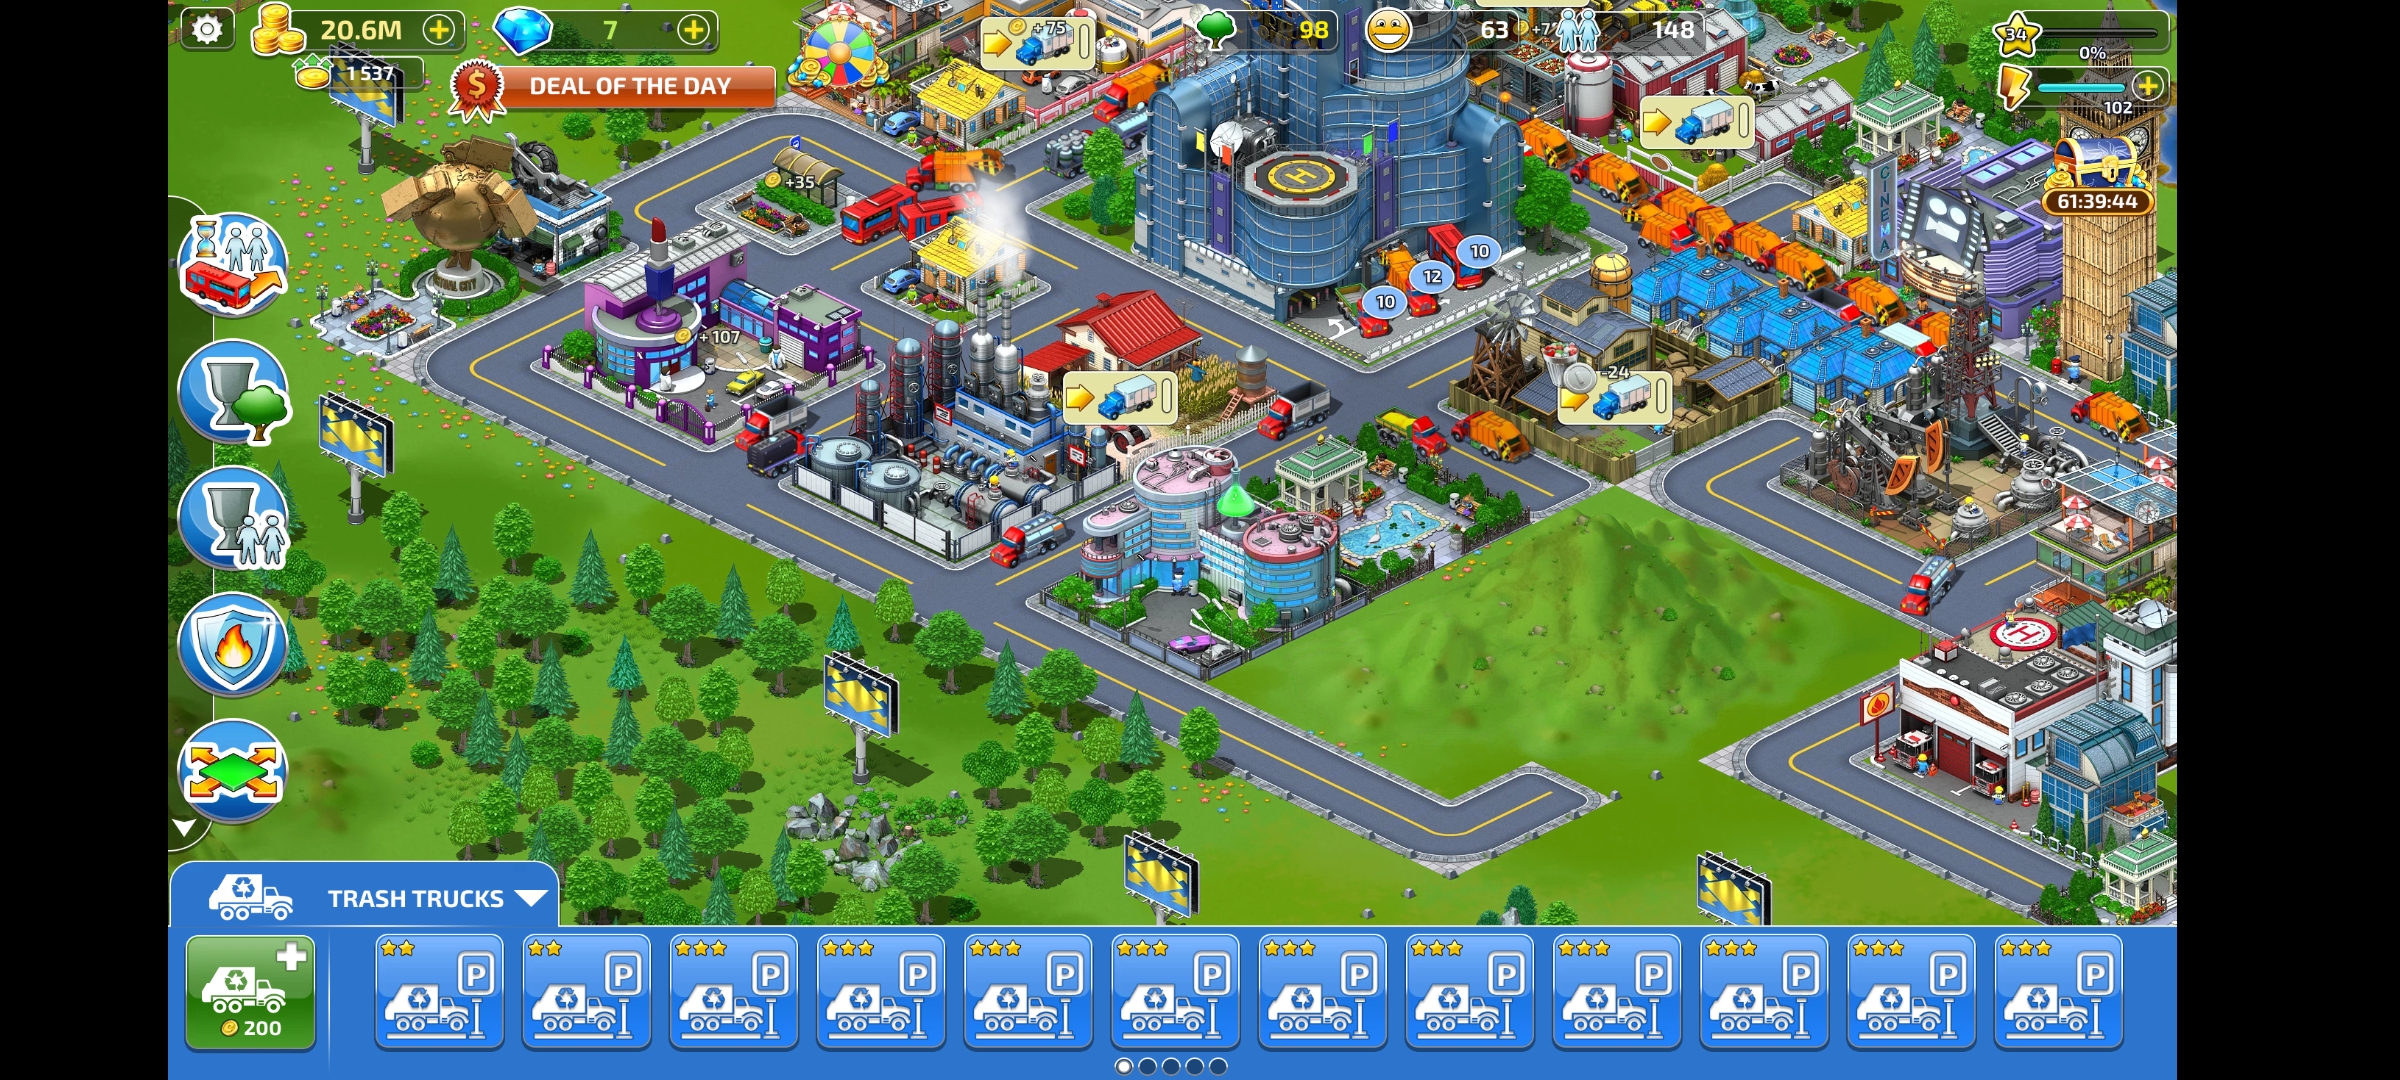 20.6M
7
+75
98
63
+7
148
34
0%
1 537
DEAL OF THE DAY
102
+35
CINEMA
61:39:44
10
12
10
+107
-24
H
H
TRASH TRUCKS
P
P
P
P
P
P
P
P
P
P
P
P
200